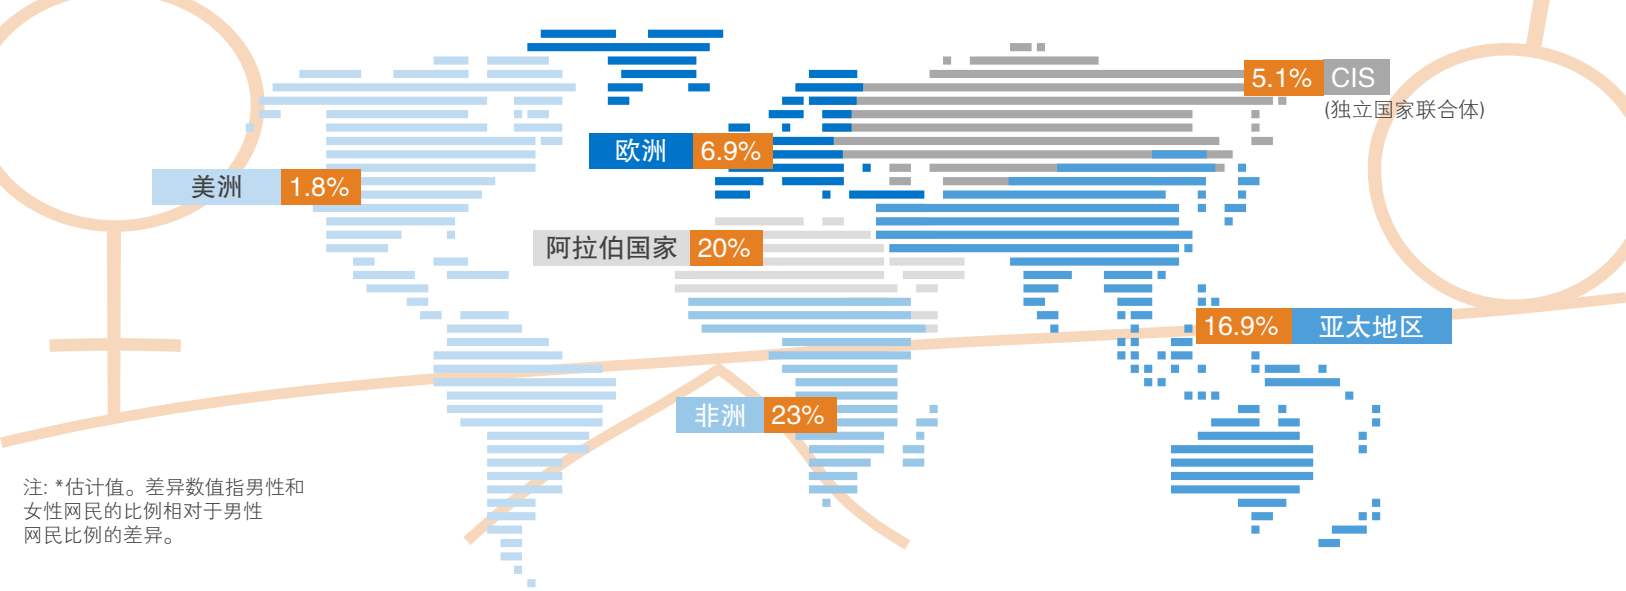 5.1% CIS
(独立国家联合体)
欧洲 6.9%
美洲 1.8%
阿拉伯国家 20%
16.9% 亚太地区
非洲 23%
注: *估计值。差异数值指男性和
女性网民的比例相对于男性
网民比例的差异。